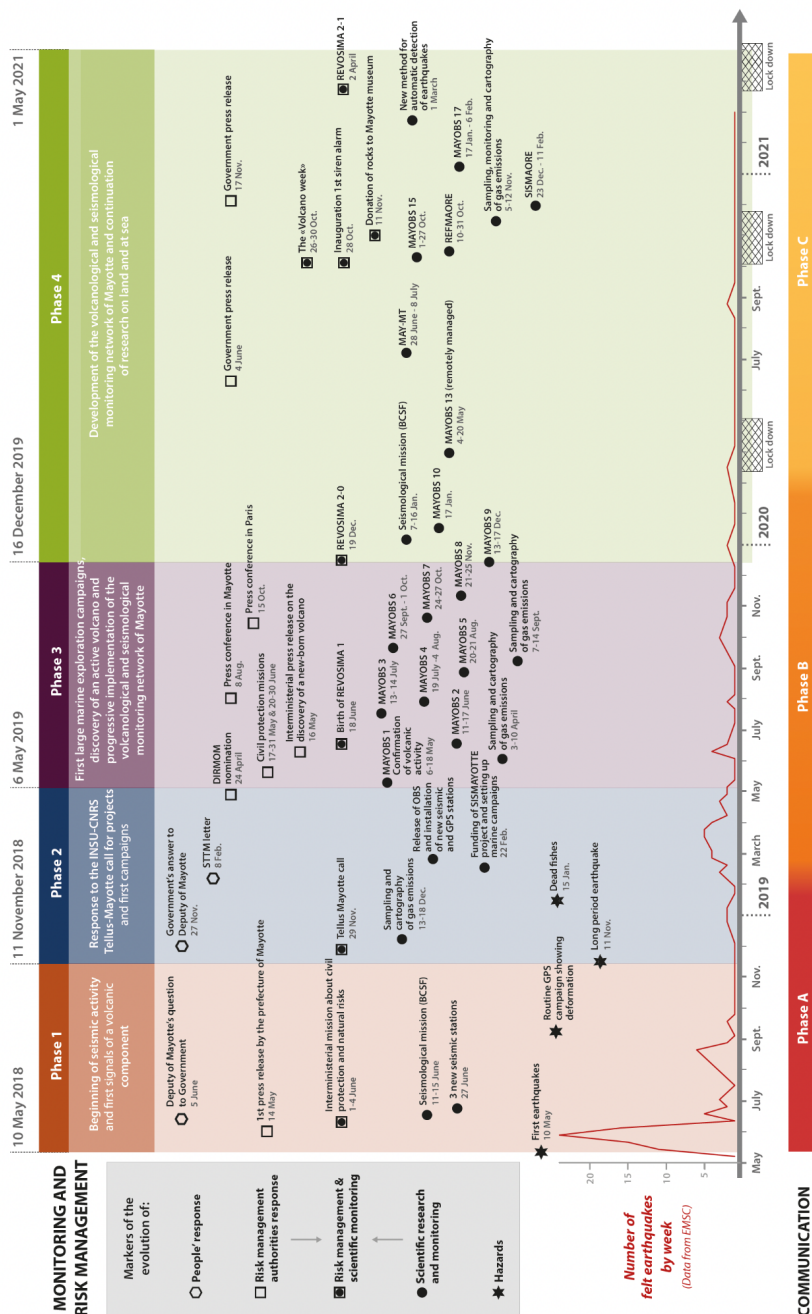 MONITORING AND
RISK MANAGEMENT
10 May 2018
11 November 2018
6 May 2019
16 December 2019
1 May 2021
Phase 1
Phase 2
Phase 3
Phase 4
Beginning of seismic activity
and first signals of a volcanic
component
Response to the INSU-CNRS
Tellus-Mayotte call for projects
and first campaigns
First large marine exploration campaigns,
discovery of an active volcano and
progressive implementation of the
volcanological and seismological
monitoring network of Mayotte
Development of the volcanological and seismological
monitoring network of Mayotte and continuation
of research on land and at sea
Markers of the
evolution of:
People' response
Risk management
authorities response
Risk management &
scientific monitoring
Scientific research
and monitoring
Hazards
Deputy of Mayotte's question
to Government
5 June
1st press release by the prefecture of Mayotte
14 May
Interministerial mission about civil
protection and natural risks
1-4 June
Seismological mission (BCSF)
11-15 June
3 new seismic stations
27 June
First earthquakes
10 May
Routine GPS
campaign showing
deformation
Long period earthquake
11 Nov.
Government's answer to
Deputy of Mayotte
27 Nov.
STTM letter
8 Feb.
Tellus Mayotte call
29 Nov.
Sampling and
cartography
of gas emissions
13-18 Dec.
Release of OBS
and installation
of new seismic
and GPS stations
Funding of SISMAYOTTE
project and setting up
marine campaigns
22 Feb.
Dead fishes
15 Jan.
DIRMOM
nomination
24 April
Press conference in Mayotte
8 Aug.
Press conference in Paris
15 Oct.
Civil protection missions
17-31 May & 20-30 June
Interministerial press release on the
discovery of a new-born volcano
16 May
Birth of REVOSIMA 1
18 June
MAYOBS 1
Confirmation
of volcanic
activity
6-18 May
MAYOBS 3
13- 14 July
MAYOBS 6
27 Sept.- 1 Oct.
MAYOBS 4
19 July -4 Aug.
MAYOBS 7
24-27 Oct.
MAYOBS 2
11-17 June
MAYOBS 5
20-21 Aug.
MAYOBS 8
21-25 Nov.
Sampling and cartography
of gas emissions
3-10 April
Sampling and cartography
of gas emissions
7-14 Sept.
MAYOBS 9
13-17 Dec.
REVOSIMA 2-0
19 Dec.
Seismological mission (BCSF)
7-16 Jan.
MAYOBS 10
17 Jan.
MAYOBS 13 (remotely managed)
4-20 May
Government press release
4 June
MAY-MT
28 June - 8 July
Government press release
17 Nov.
The «Volcano week»
26-30 Oct.
Inauguration 1st siren alarm
28 Oct.
Donation of rocks to Mayotte museum
11 Nov.
MAYOBS 15
1-27 Oct.
REFMAORE
10-31 Oct.
Sampling, monitoring and cartography
of gas emissions
5-12 Nov.
SISMAORE
23 Dec. - 11 Feb.
MAYOBS 17
17 Jan. - 6 Feb.
New method for
automatic detection
of earthquakes
1 March
REVOSIMA 2-1
2 April
Number of
felt earthquakes
by week
(Data from EMSC)
20
15
10
5
May
July
Sept.
Nov.
2019
March
May
July
Sept.
Nov.
2020
Lock down
July
Sept.
Lock down
2021
Lock down
COMMUNICATION
Phase A
Phase B
Phase C